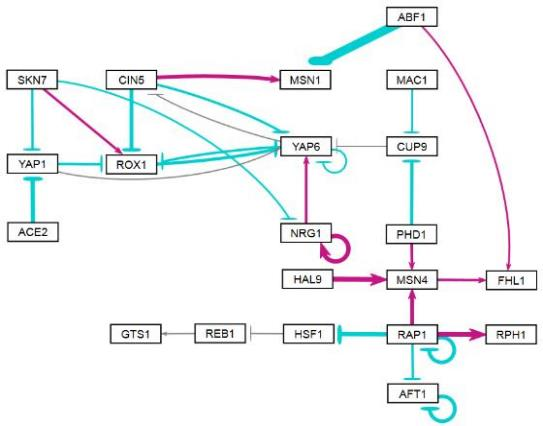 ABF1
SKN7 CIN5 MSN1 MAC1
YAP1 ROX1 YAP6 CUP9
ACE2 NRG1 PHD1
HAL9 MSN4 FHL1
GTS1 REB1 HSF1 RAP1 RPH1
AFT1